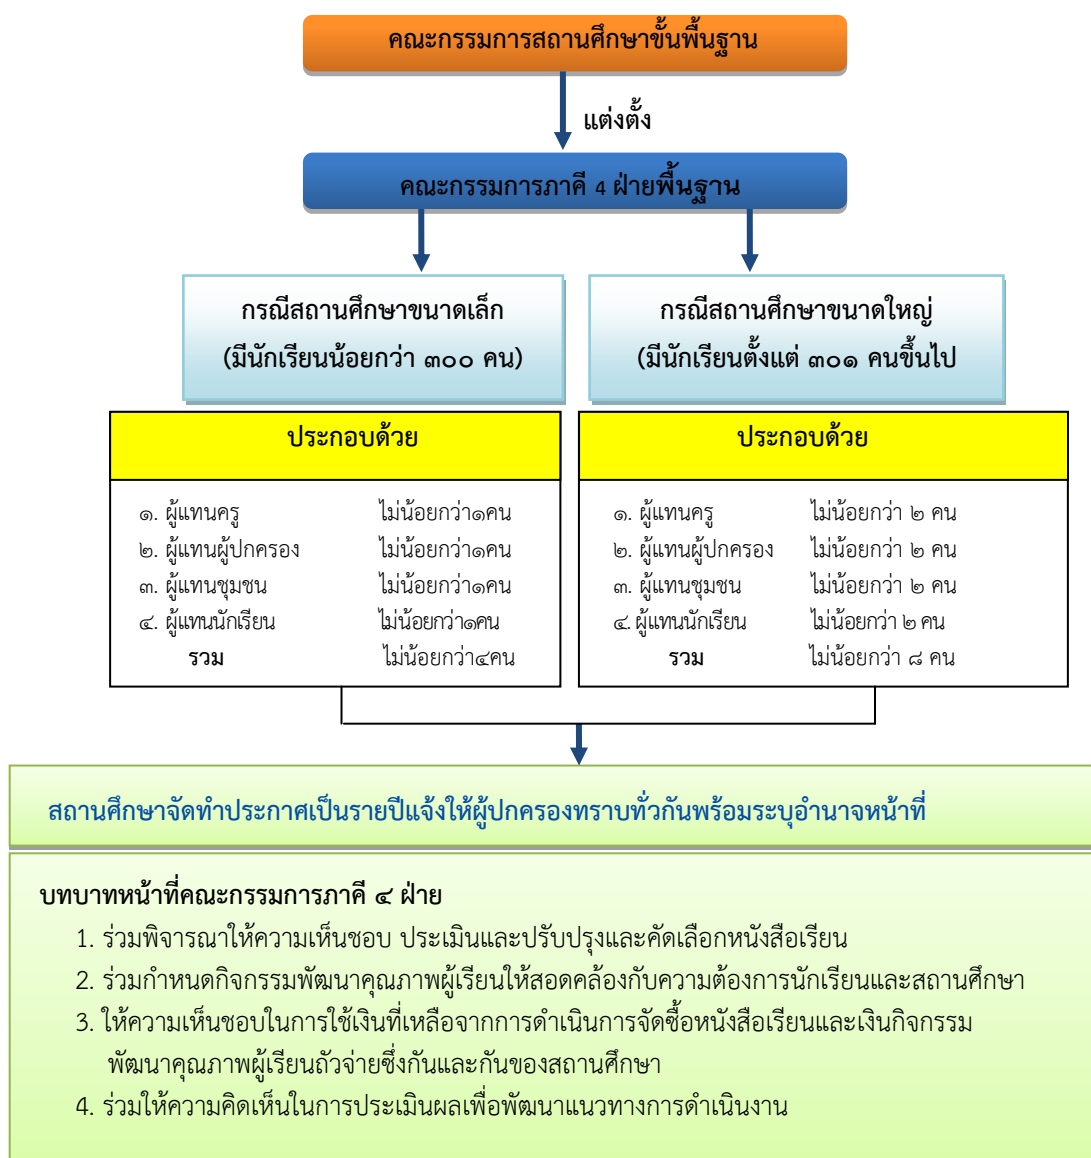 คณะกรรมการสถานศึกษาขั้นพื้นฐาน
แต่งตั้ง
คณะกรรมการภาคี 4 ฝ่ายพื้นฐาน
กรณีสถานศึกษาขนาดเล็ก
(มีนักเรียนน้อยกว่า ๓๐๐ คน)
กรณีสถานศึกษาขนาดใหญ่
(มีนักเรียนตั้งแต่ ๓๐๑ คนขึ้นไป
ประกอบด้วย
๑. ผู้แทนครู ไม่น้อยกว่า๑คน
๒. ผู้แทนผู้ปกครอง ไม่น้อยกว่า๑คน
๓. ผู้แทนชุมชน ไม่น้อยกว่า๑คน
๔. ผู้แทนนักเรียน ไม่น้อยกว่า๑คน
รวม ไม่น้อยกว่า๔คน
ประกอบด้วย
๑. ผู้แทนครู ไม่น้อยกว่า ๒ คน
๒. ผู้แทนผู้ปกครอง ไม่น้อยกว่า ๒ คน
๓. ผู้แทนชุมชน ไม่น้อยกว่า ๒ คน
๔. ผู้แทนนักเรียน ไม่น้อยกว่า ๒ คน
รวม ไม่น้อยกว่า ๘ คน
สถานศึกษาจัดทำประกาศเป็นรายปีแจ้งให้ผู้ปกครองทราบทั่วกันพร้อมระบุอำนาจหน้าที่
บทบาทหน้าที่คณะกรรมการภาคี ๔ ฝ่าย
1. ร่วมพิจารณาให้ความเห็นชอบ ประเมินและปรับปรุงและคัดเลือกหนังสือเรียน
2. ร่วมกำหนดกิจกรรมพัฒนาคุณภาพผู้เรียนให้สอดคล้องกับความต้องการนักเรียนและสถานศึกษา
3. ให้ความเห็นชอบในการใช้เงินที่เหลือจากการดำเนินการจัดซื้อหนังสือเรียนและเงินกิจกรรม
พัฒนาคุณภาพผู้เรียนถัวจ่ายซึ่งกันและกันของสถานศึกษา
4. ร่วมให้ความคิดเห็นในการประเมินผลเพื่อพัฒนาแนวทางการดำเนินงาน